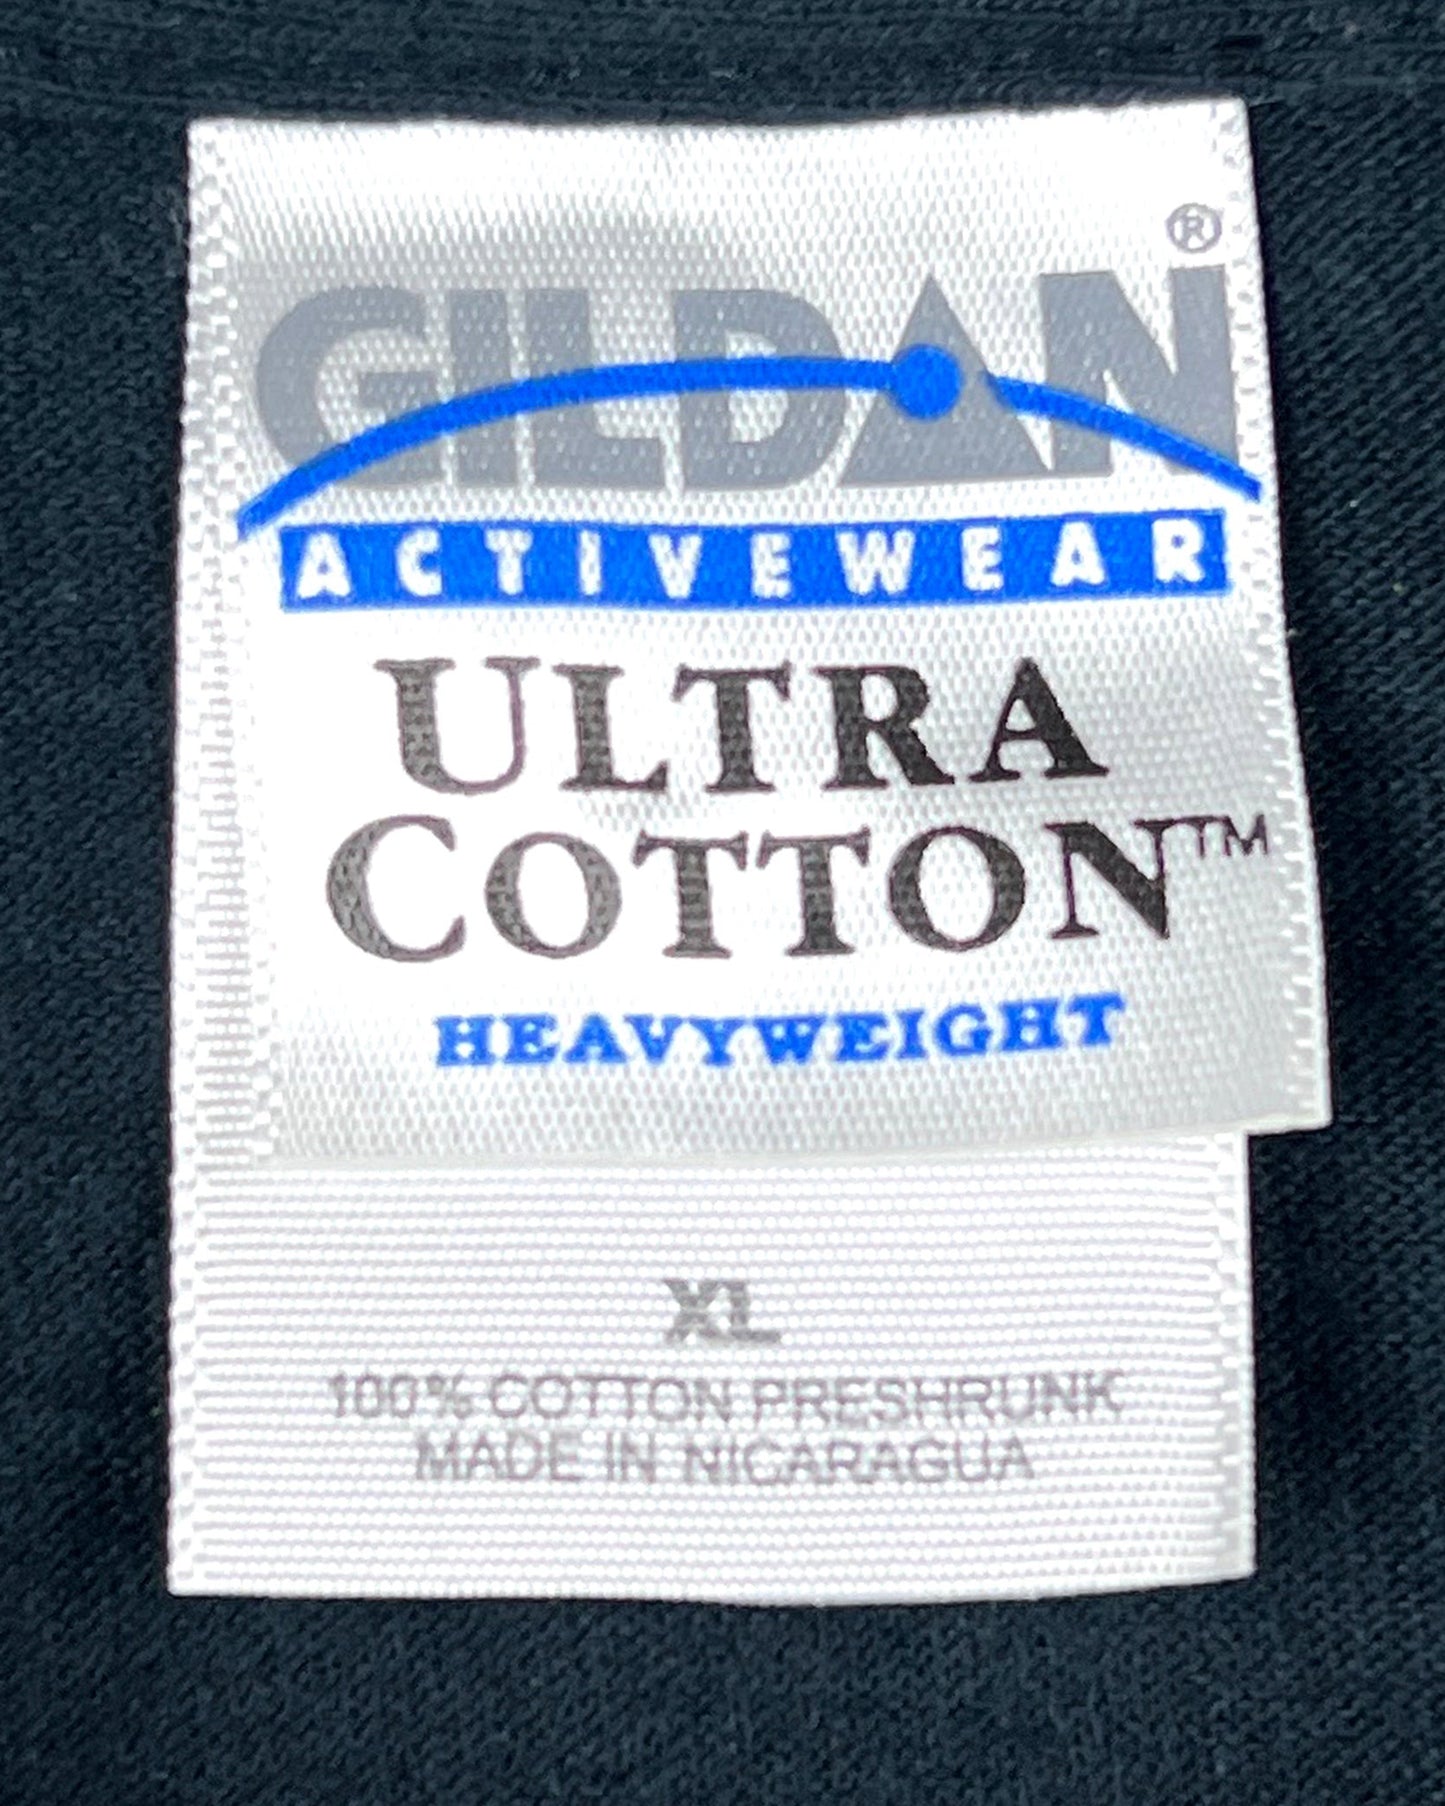 GILDAN®
ACTIVEWEAR
ULTRA
COTTON™
HEAVYWEIGHT
XL
100% COTTON PRESHRUNK
MADE IN NICARAGUA